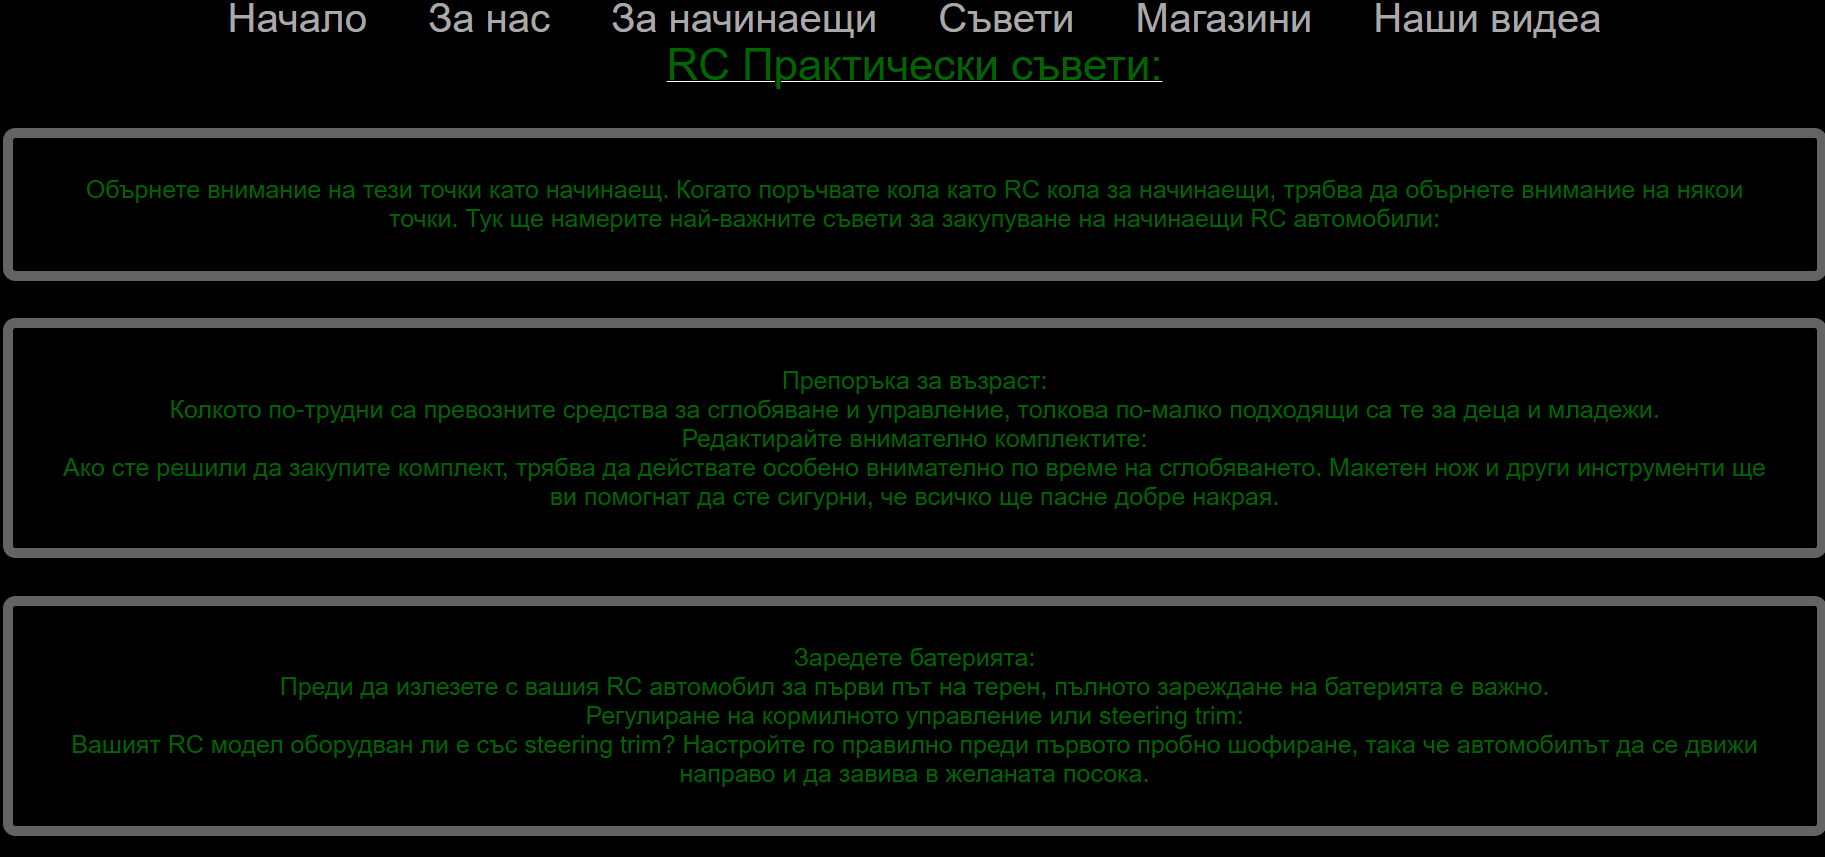 Начало За нас За начинаещи Съвети Магазини Наши видеа
RC Практически съвети:
Обърнете внимание на тези точки като начинаещ. Когато поръчвате кола като RC кола за начинаещи, трябва да обърнете внимание на някои
точки. Тук ще намерите най-важните съвети за закупуване на начинаещи RC автомобили:
Препоръка за възраст:
Колкото по-трудни са превозните средства за сглобяване и управление, толкова по-малко подходящи са те за деца и младежи.
Редактирайте внимателно комплектите:
Ако сте решили да закупите комплект, трябва да действате особено внимателно по време на сглобяването. Макетен нож и други инструменти ще
ви помогнат да сте сигурни, че всичко ще пасне добре накрая.
Заредете батерията:
Преди да излезете с вашия RC автомобил за първи път на терен, пълното зареждане на батерията е важно.
Регулиране на кормилното управление или steering trim:
Вашият RC модел оборудван ли е със steering trim? Настройте го правилно преди първото пробно шофиране, така че автомобилът да се движи
направо и да завива в желаната посока.